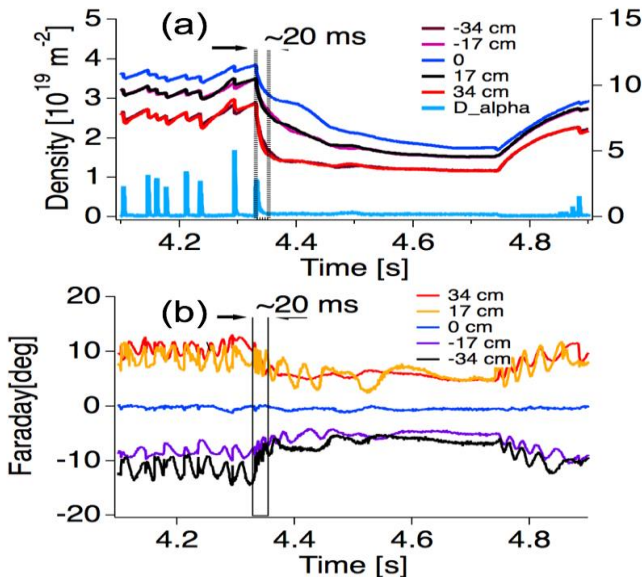 (a)
~20 ms
5
4
3
2
1
0
15
10
5
0
Density [10^19 m^-2]
-34 cm
-17 cm
0
17 cm
34 cm
D_alpha
4.2 4.4 4.6 4.8
Time [s]
(b)
~20 ms
20
10
0
-10
-20
Faraday[deg]
34 cm
17 cm
0 cm
-17 cm
-34 cm
4.2 4.4 4.6 4.8
Time [s]